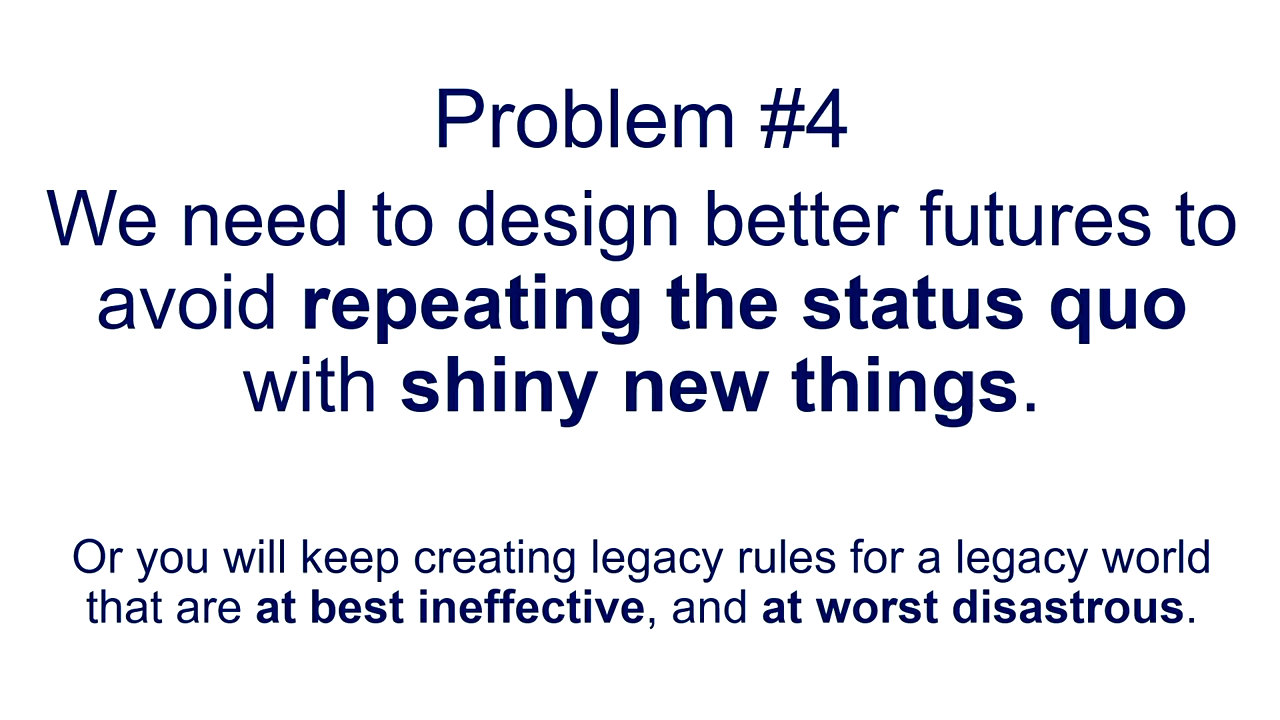 Problem #4
We need to design better futures to
avoid repeating the status quo
with shiny new things.
Or you will keep creating legacy rules for a legacy world
that are at best ineffective, and at worst disastrous.